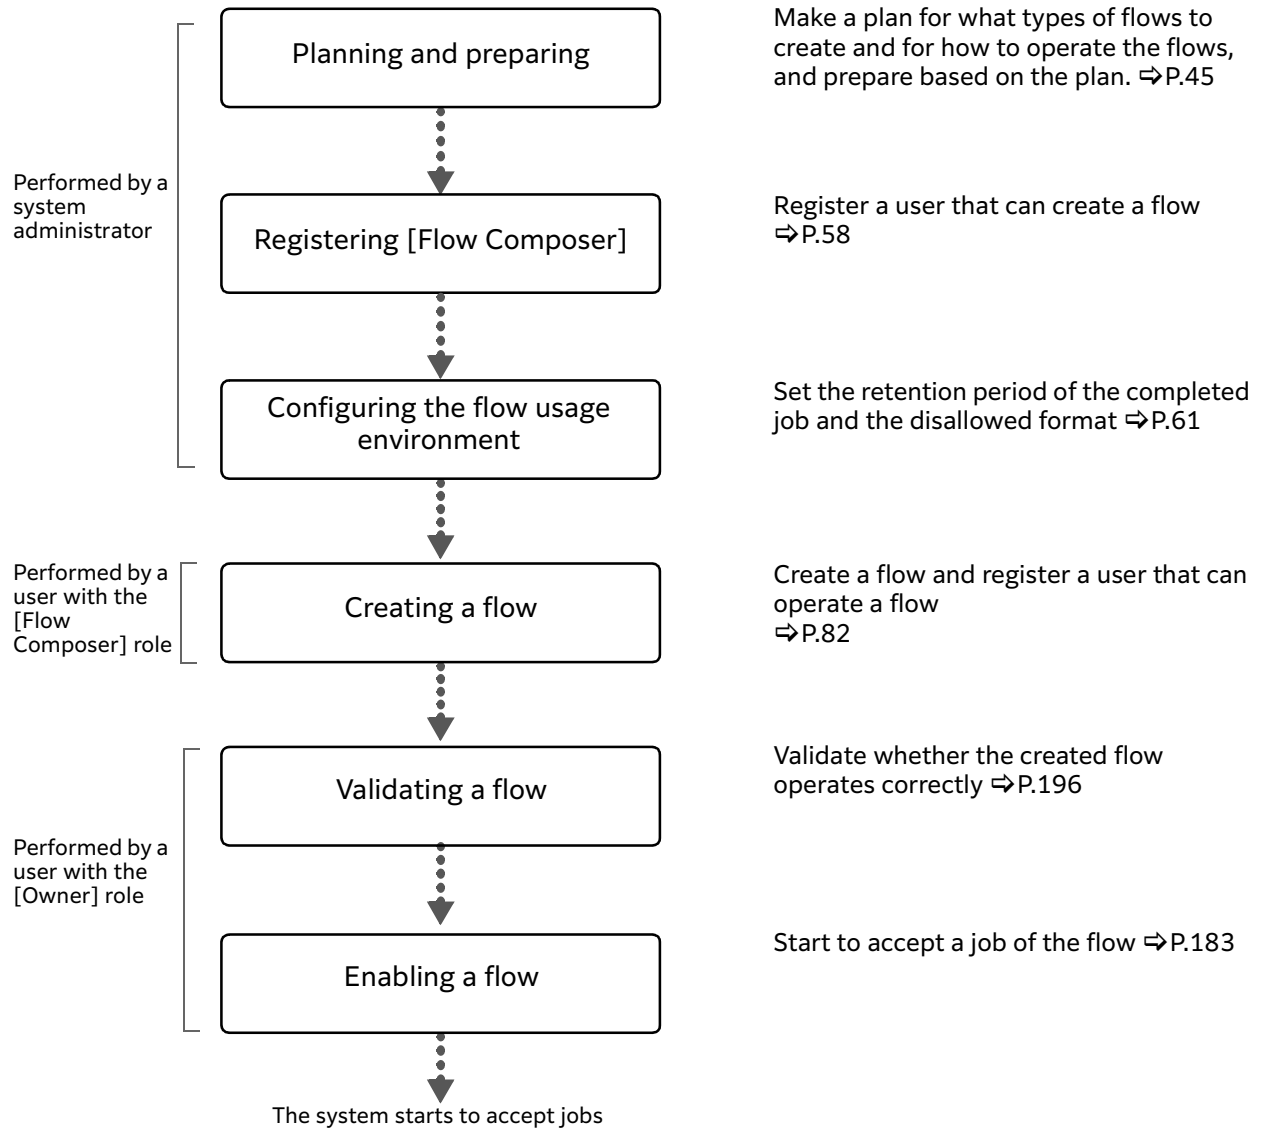 Planning and preparing
Make a plan for what types of flows to
create and for how to operate the flows,
and prepare based on the plan. ⇨P.45
Performed by a
system
administrator
Registering [Flow Composer]
Register a user that can create a flow
⇨P.58
Configuring the flow usage
environment
Set the retention period of the completed
job and the disallowed format ⇨P.61
Performed by a
user with the
[Flow
Composer] role
Creating a flow
Create a flow and register a user that can
operate a flow
⇨P.82
Validating a flow
Validate whether the created flow
operates correctly ⇨P.196
Performed by a
user with the
[Owner] role
Enabling a flow
Start to accept a job of the flow ⇨P.183
The system starts to accept jobs